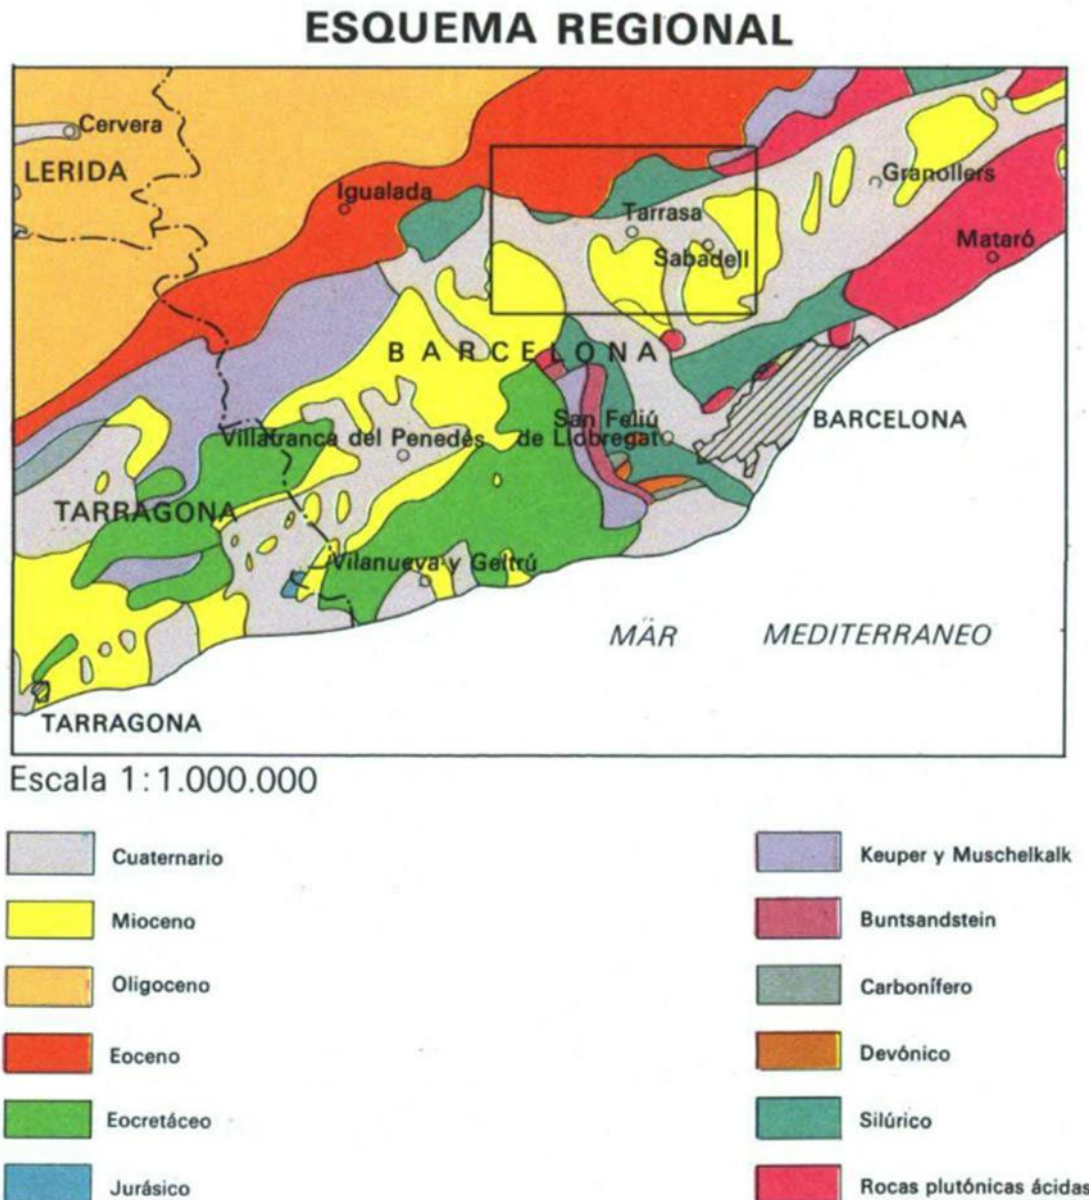 ESQUEMA REGIONAL
Cervera
LERIDA
Igualada
Granollers
Tarrasa
Sabadell
Mataró
BARCELONA
San Feliú
de Llobregat
BARCELONA
Villafranca del Penedés
TARRAGONA
Vilanueva y Geltrú
MAR MEDITERRANEO
TARRAGONA
Escala 1:1.000.000
Cuaternario
Mioceno
Oligoceno
Eoceno
Eocretáceo
Jurásico
Keuper y Muschelkalk
Buntsandstein
Carbonífero
Devónico
Silúrico
Rocas plutónicas ácidas